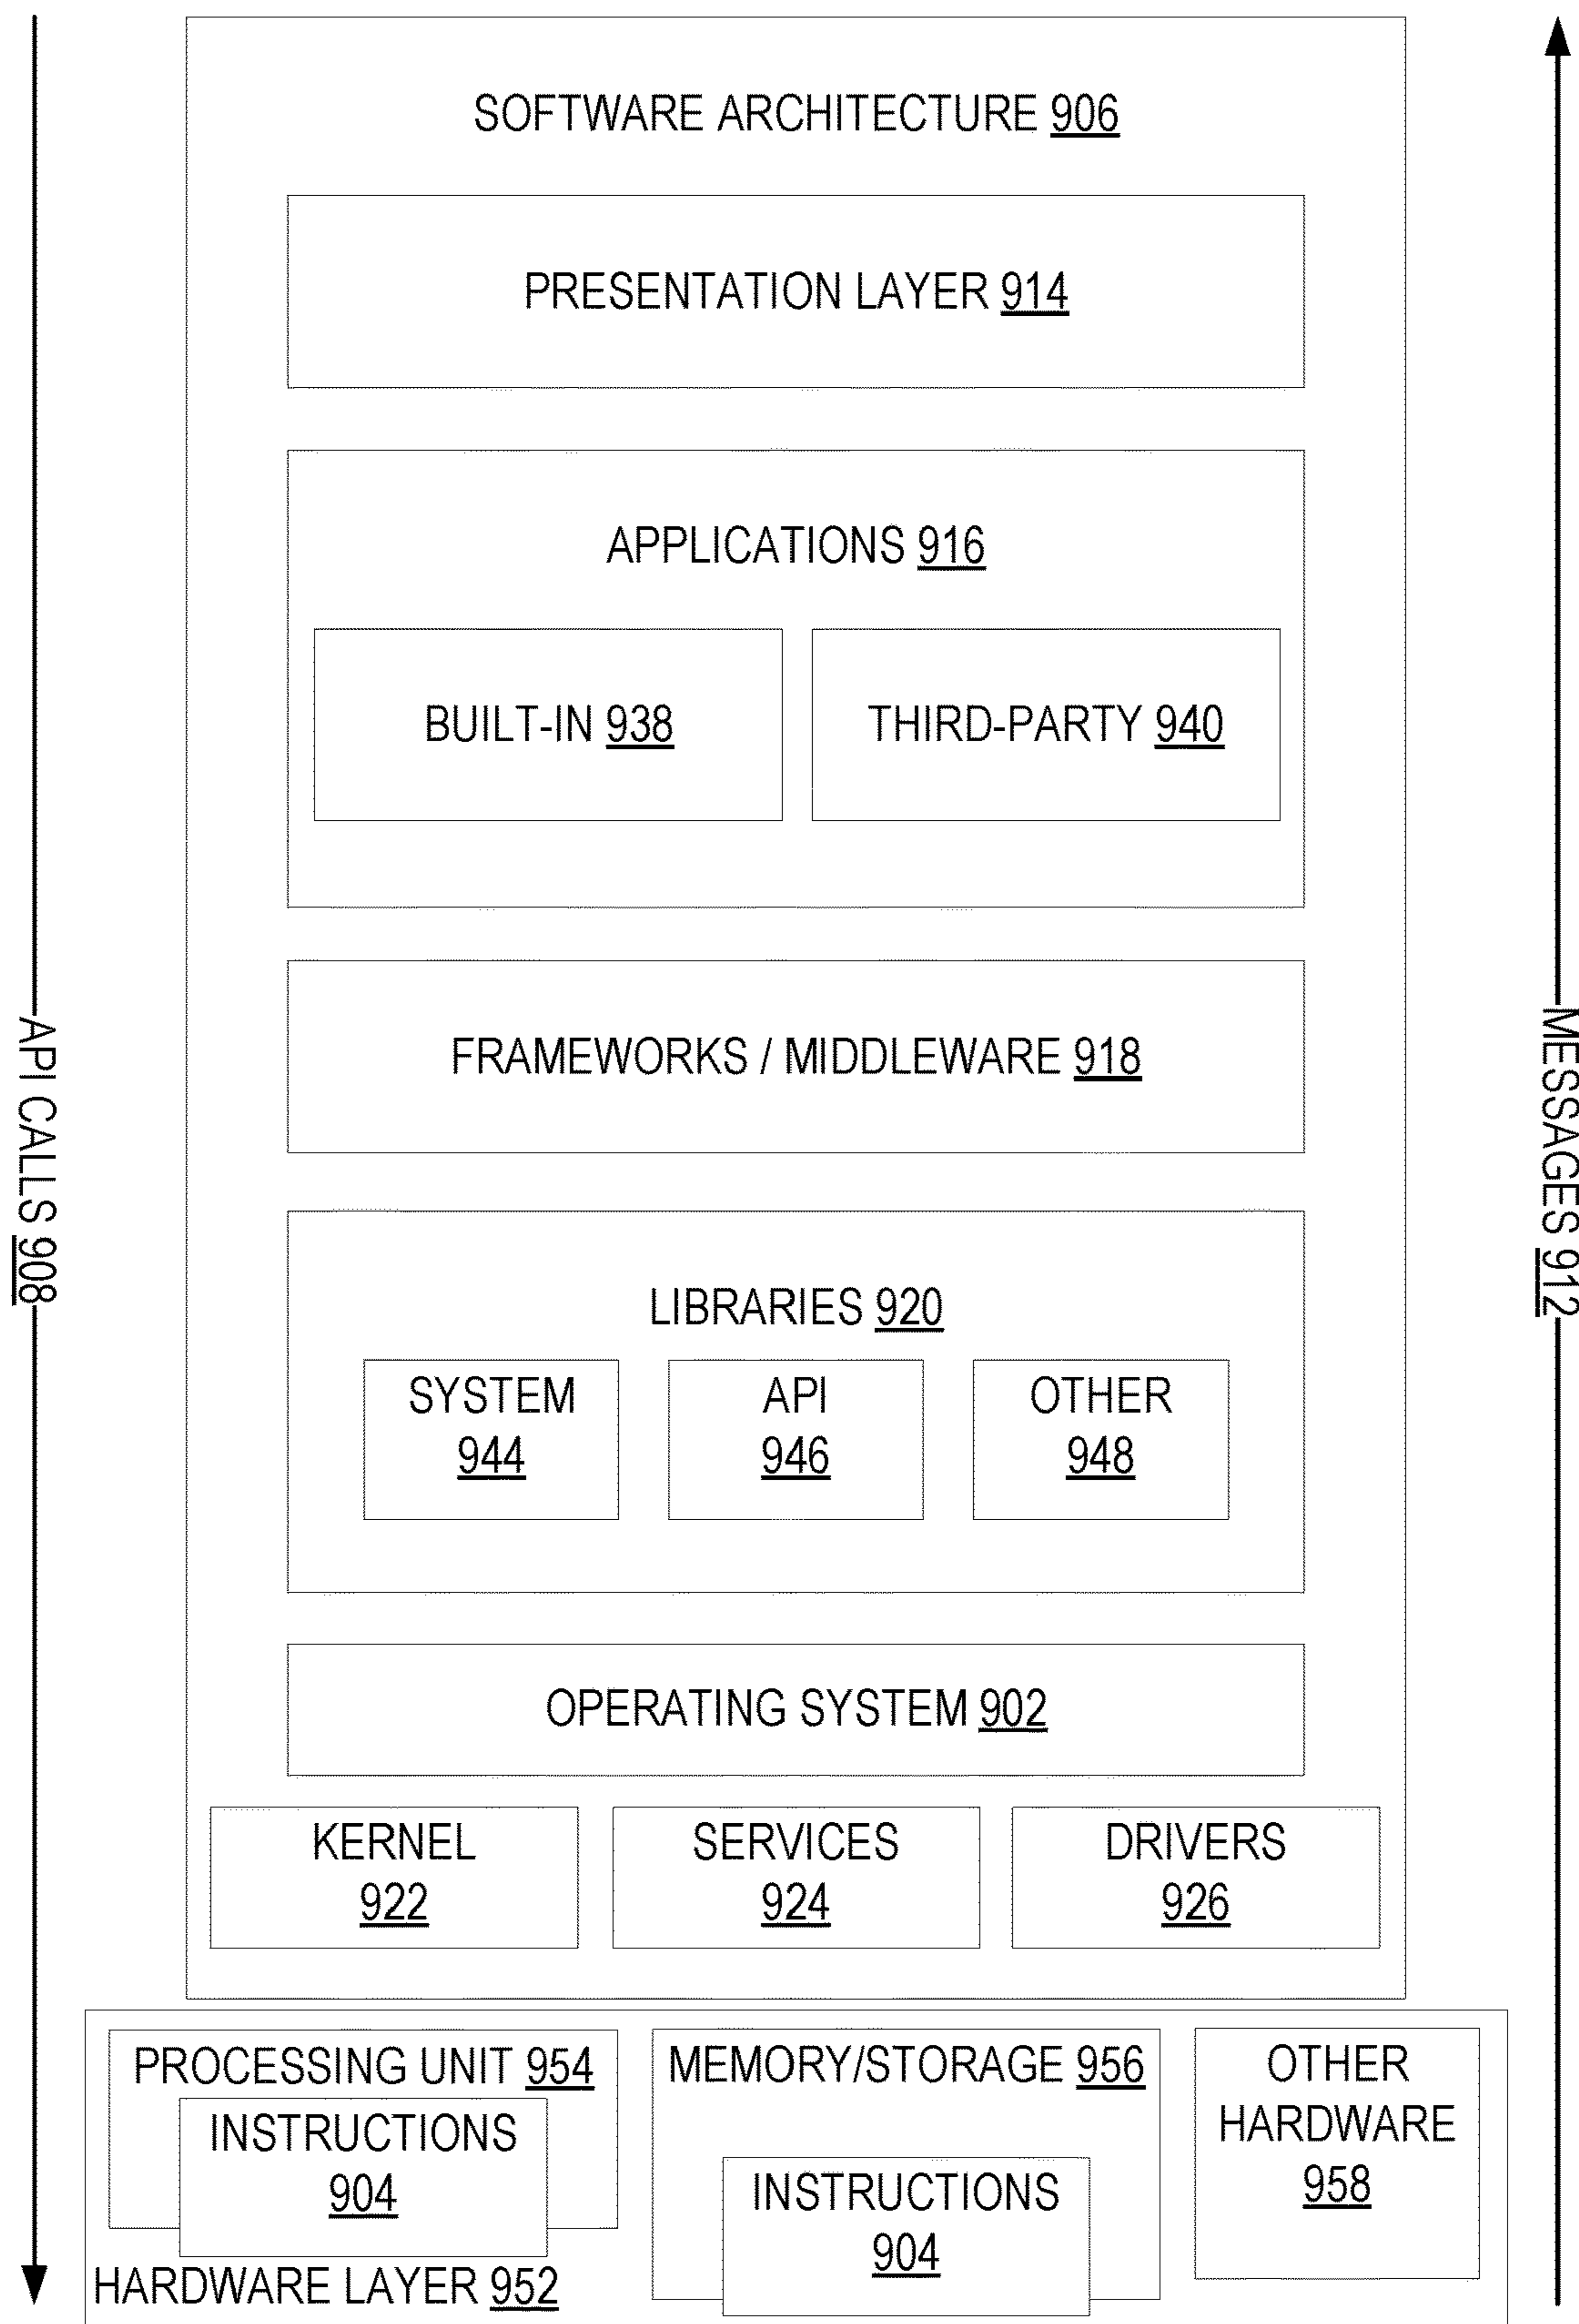 SOFTWARE ARCHITECTURE 906
PRESENTATION LAYER 914
APPLICATIONS 916
BUILT-IN 938
THIRD-PARTY 940
FRAMEWORKS / MIDDLEWARE 918
API CALLS 908
MESSAGES 912
LIBRARIES 920
SYSTEM
944
API
946
OTHER
948
OPERATING SYSTEM 902
KERNEL
922
SERVICES
924
DRIVERS
926
PROCESSING UNIT 954
INSTRUCTIONS
904
MEMORY/STORAGE 956
INSTRUCTIONS
904
OTHER
HARDWARE
958
HARDWARE LAYER 952